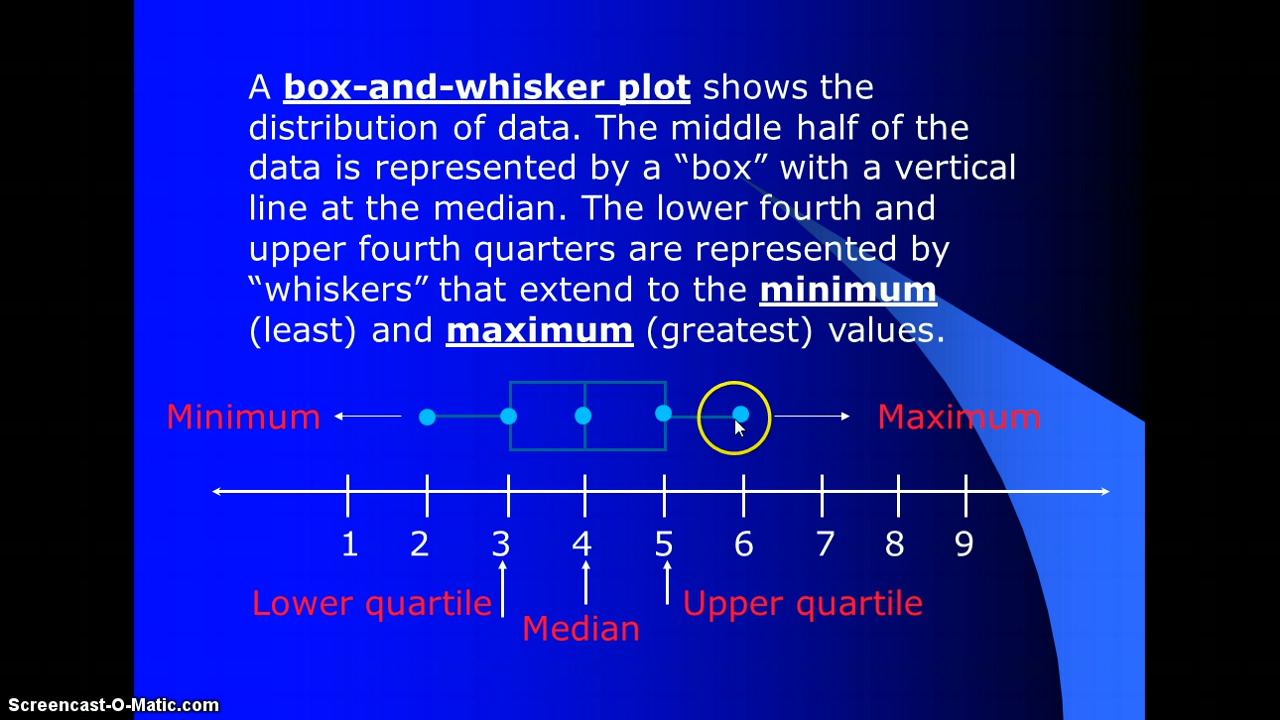 A box-and-whisker plot shows the
distribution of data. The middle half of the
data is represented by a “box” with a vertical
line at the median. The lower fourth and
upper fourth quarters are represented by
“whiskers” that extend to the minimum
(least) and maximum (greatest) values.
Minimum Maximum
1 2 3 4 5 6 7 8 9
Lower quartile Upper quartile
Median
Screencast-O-Matic.com